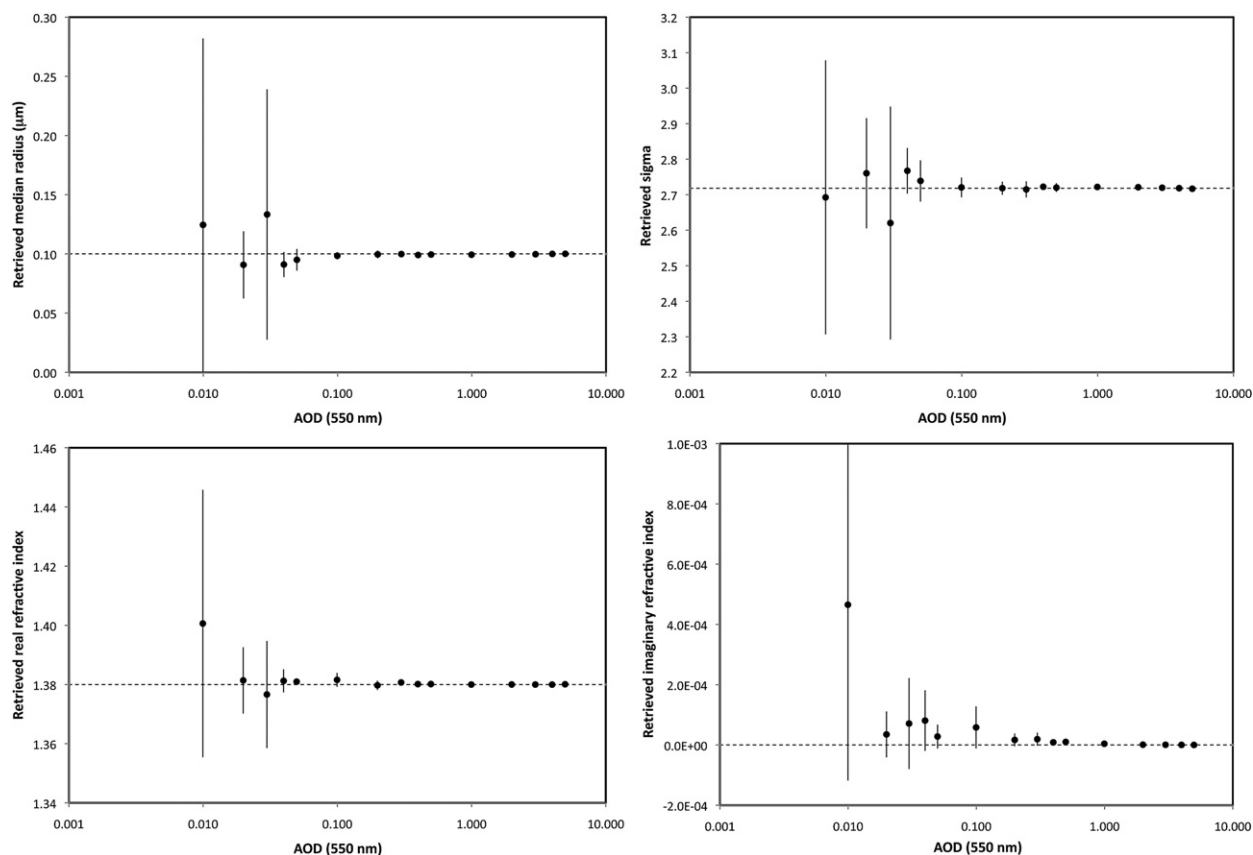 Retrieved median radius (µm)
0.30
0.25
0.20
0.15
0.10
0.05
0.00
0.001 0.010 0.100 1.000 10.000
AOD (550 nm)
Retrieved sigma
3.2
3.1
3.0
2.9
2.8
2.7
2.6
2.5
2.4
2.3
2.2
0.001 0.010 0.100 1.000 10.000
AOD (550 nm)
Retrieved real refractive index
1.46
1.44
1.42
1.40
1.38
1.36
1.34
0.001 0.010 0.100 1.000 10.000
AOD (550 nm)
Retrieved imaginary refractive index
1.0E-03
8.0E-04
6.0E-04
4.0E-04
2.0E-04
0.0E+00
-2.0E-04
0.001 0.010 0.100 1.000 10.000
AOD (550 nm)